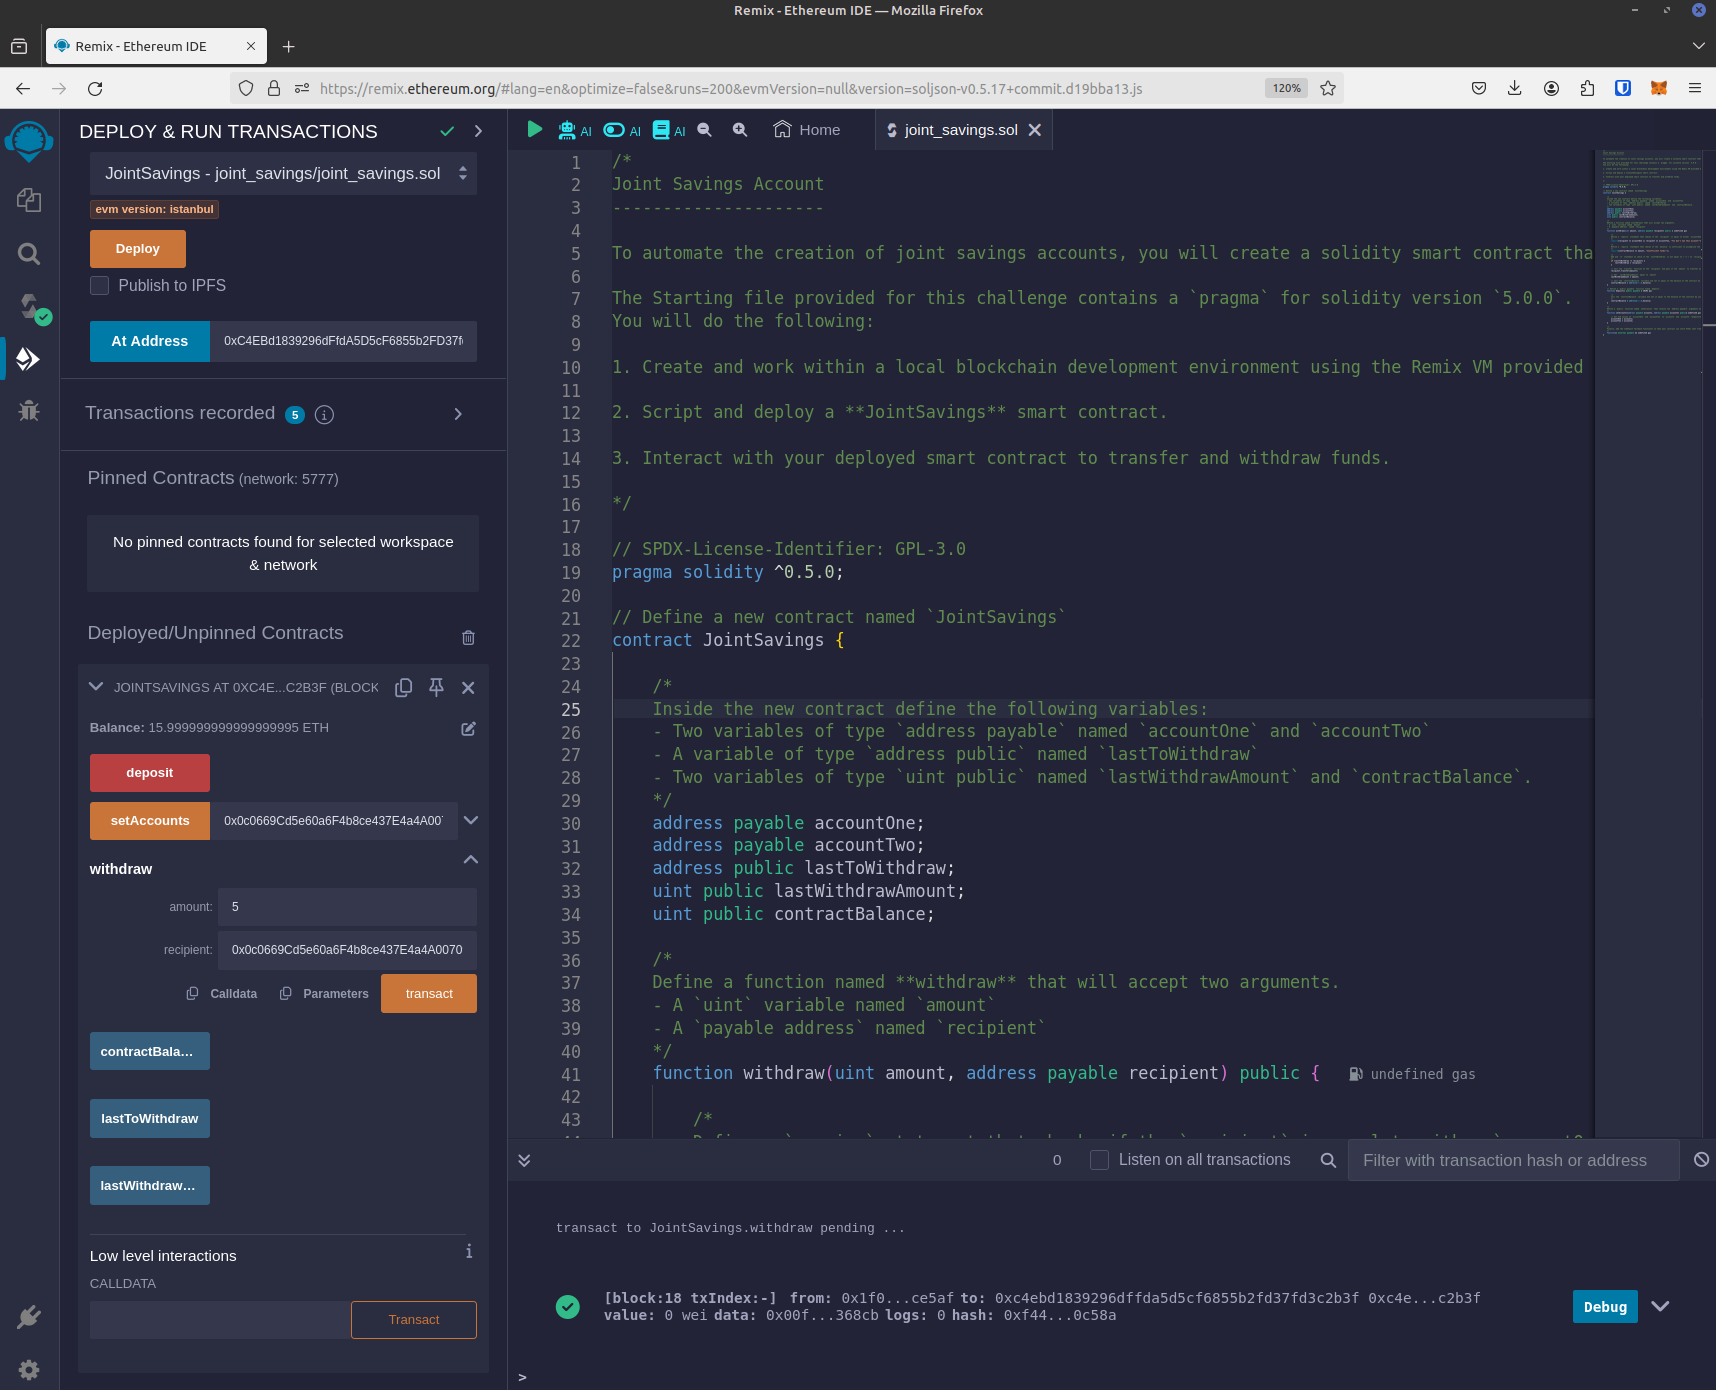 Remix - Ethereum IDE — Mozilla Firefox
Remix - Ethereum IDE
https://remix.ethereum.org/#lang=en&optimize=false&runs=200&evmVersion=null&version=soljson-v0.5.17+commit.d19bba13.js
120%
DEPLOY & RUN TRANSACTIONS
JointSavings - joint_savings/joint_savings.sol
evm version: istanbul
Deploy
Publish to IPFS
At Address
0xC4EBd1839296dFfdA5D5cF6855b2FD37f
Transactions recorded 5 i
Pinned Contracts (network: 5777)
No pinned contracts found for selected workspace
& network
Deployed/Unpinned Contracts
JOINTSAVINGS AT 0XC4E...C2B3F (BLOCK
Balance: 15.999999999999999995 ETH
deposit
setAccounts
0x0c0669Cd5e60a6F4b8ce437E4a4A007
withdraw
amount:
5
recipient:
0x0c0669Cd5e60a6F4b8ce437E4a4A0070
Calldata
Parameters
transact
contractBala...
lastToWithdraw
lastWithdraw...
Low level interactions
i
CALLDATA
Transact
AI
AI
AI
Home
joint_savings.sol
1 /*
2 Joint Savings Account
3 ---------------------
4
5 To automate the creation of joint savings accounts, you will create a solidity smart contract tha
6
7 The Starting file provided for this challenge contains a `pragma` for solidity version `5.0.0`.
8 You will do the following:
9
10 1. Create and work within a local blockchain development environment using the Remix VM provided
11
12 2. Script and deploy a **JointSavings** smart contract.
13
14 3. Interact with your deployed smart contract to transfer and withdraw funds.
15
16 */
17
18 // SPDX-License-Identifier: GPL-3.0
19 pragma solidity ^0.5.0;
20
21 // Define a new contract named `JointSavings`
22 contract JointSavings {
23
24 /*
25 Inside the new contract define the following variables:
26 - Two variables of type `address payable` named `accountOne` and `accountTwo`
27 - A variable of type `address public` named `lastToWithdraw`
28 - Two variables of type `uint public` named `lastWithdrawAmount` and `contractBalance`.
29 */
30 address payable accountOne;
31 address payable accountTwo;
32 address public lastToWithdraw;
33 uint public lastWithdrawAmount;
34 uint public contractBalance;
35
36 /*
37 Define a function named **withdraw** that will accept two arguments.
38 - A `uint` variable named `amount`
39 - A `payable address` named `recipient`
40 */
41 function withdraw(uint amount, address payable recipient) public { undefined gas
42
43 /*
0
Listen on all transactions
Filter with transaction hash or address
transact to JointSavings.withdraw pending ...
[block:18 txIndex:-] from: 0x1f0...ce5af to: 0xc4ebd1839296dffda5d5cf6855b2fd37fd3c2b3f 0xc4e...c2b3f
value: 0 wei data: 0x00f...368cb logs: 0 hash: 0xf44...0c58a
Debug
>